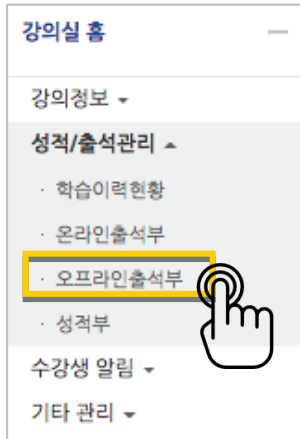 강의실 홈
강의정보
성적/출석관리
· 학습이력현황
· 온라인출석부
· 오프라인출석부
· 성적부
수강생 알림
기타 관리